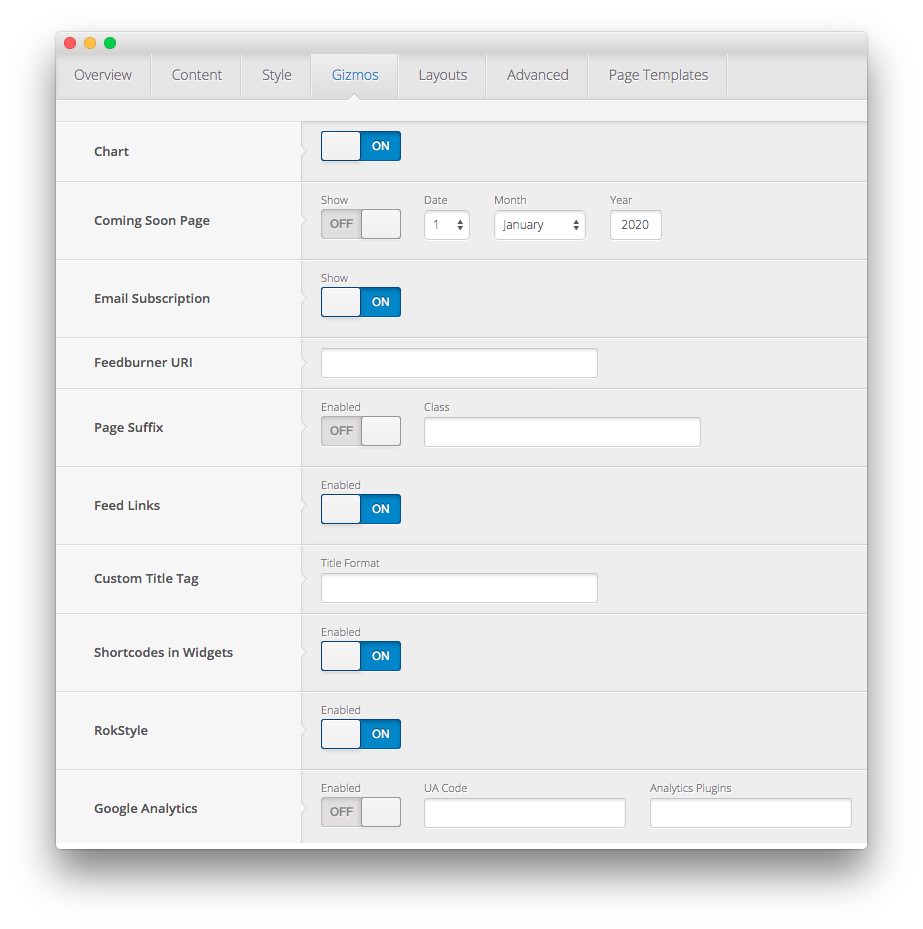 Overview Content Style Gizmos Layouts Advanced Page Templates
Chart ON
Show Date Month Year
Coming Soon Page OFF 1 January 2020
Show
Email Subscription ON
Feedburner URI
Enabled Class
Page Suffix OFF
Enabled
Feed Links ON
Title Format
Custom Title Tag
Enabled
Shortcodes in Widgets ON
Enabled
RokStyle ON
Enabled UA Code Analytics Plugins
Google Analytics OFF